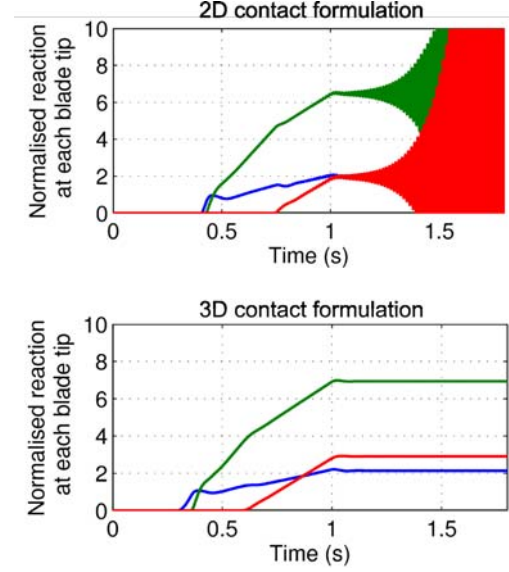 2D contact formulation
Normalised reaction
at each blade tip
10
8
6
4
2
0
0
0.5
1
1.5
Time (s)
3D contact formulation
Normalised reaction
at each blade tip
10
8
6
4
2
0
0
0.5
1
1.5
Time (s)